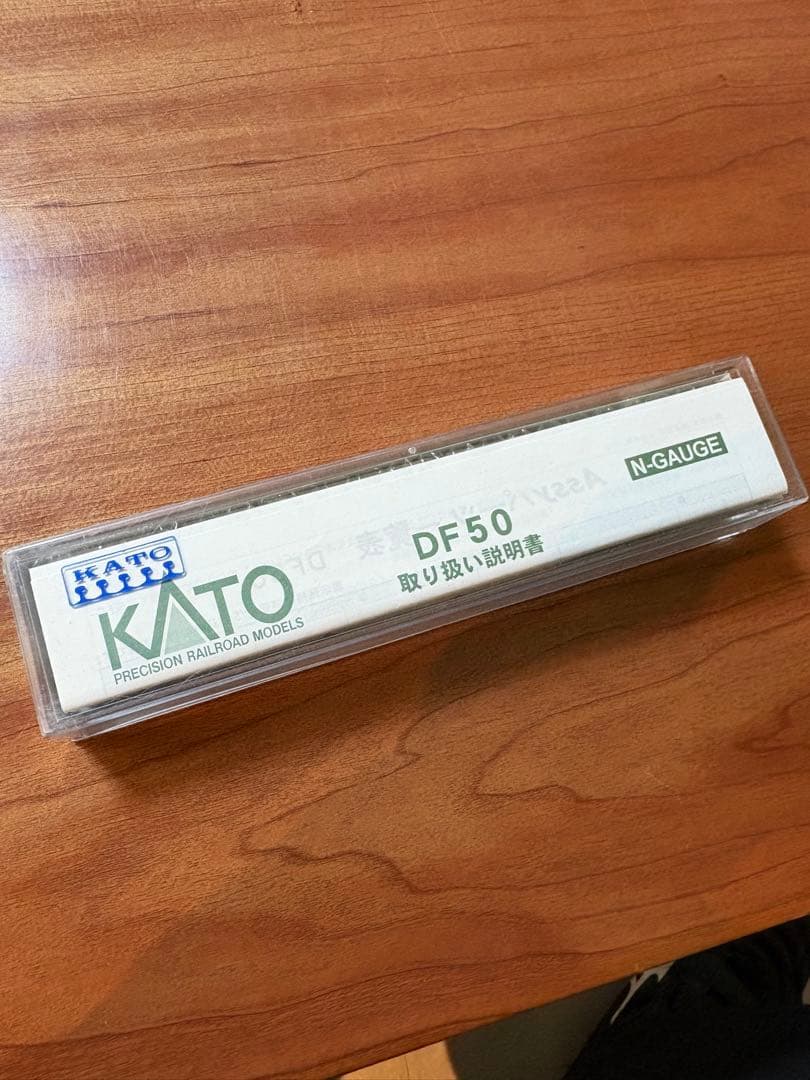 N-GAUGE
DF50
取り扱い説明書
KATO
KATO
PRECISION RAILROAD MODELS